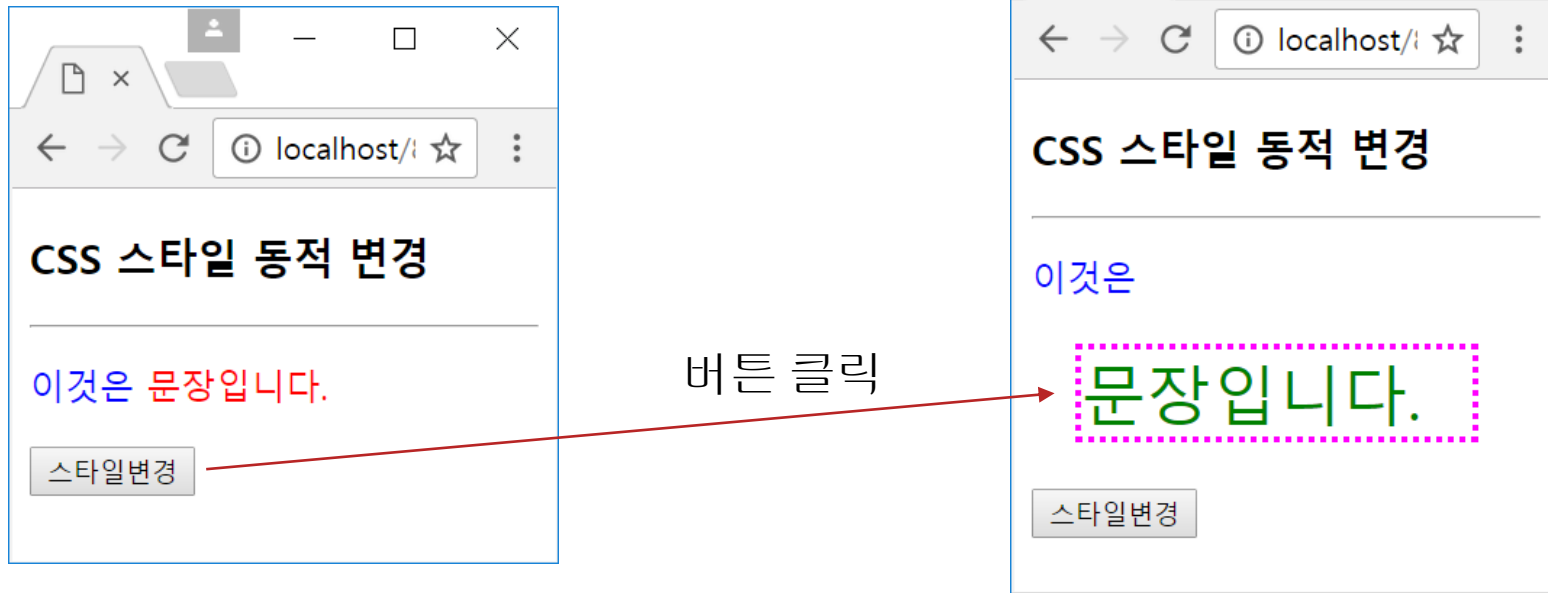 localhost/
CSS 스타일 동적 변경
이것은 문장입니다.
스타일변경
버튼 클릭
localhost/
CSS 스타일 동적 변경
이것은
문장입니다.
스타일변경